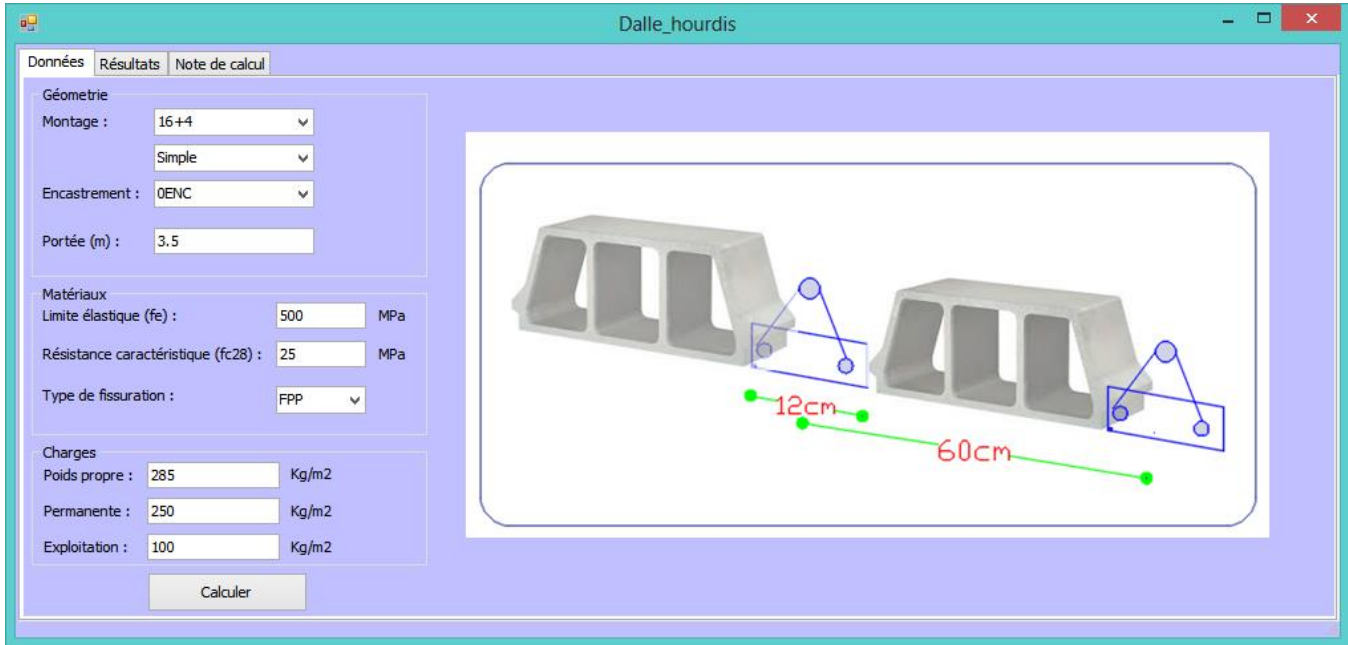 Dalle_hourdis
Données Résultats Note de calcul
Géometrie
Montage : 16+4
Simple
Encastrement : 0ENC
Portée (m) : 3.5
Matériaux
Limite élastique (fe) : 500 MPa
Résistance caractéristique (fc28) : 25 MPa
Type de fissuration : FPP
Charges
Poids propre : 285 Kg/m2
Permanente : 250 Kg/m2
Exploitation : 100 Kg/m2
Calculer
12cm
60cm